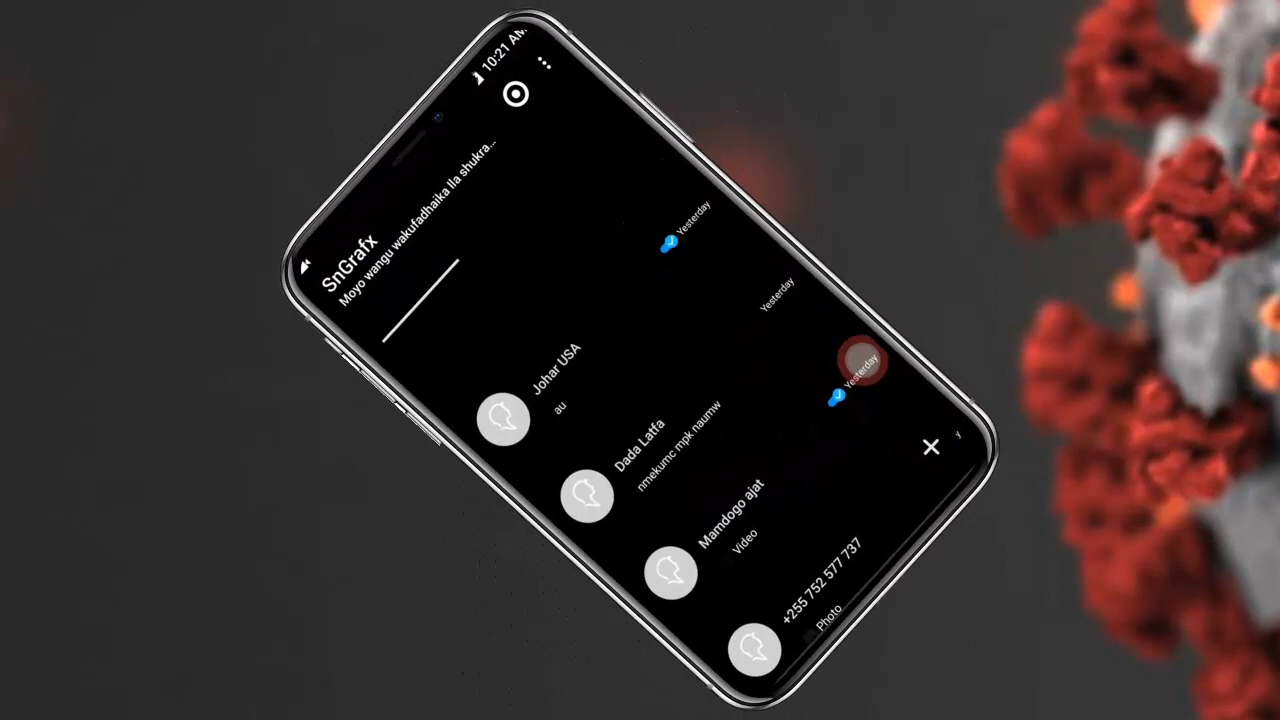 10:21 AM
SnGrafx
Moyo wangu wakufadhaika Ila shukra...
Johar USA
Yesterday
au
Dada Latfa
Yesterday
nmekumc mpk naumw
Mamdogo ajat
Yesterday
Video
+255 752 577 737
Y
Photo